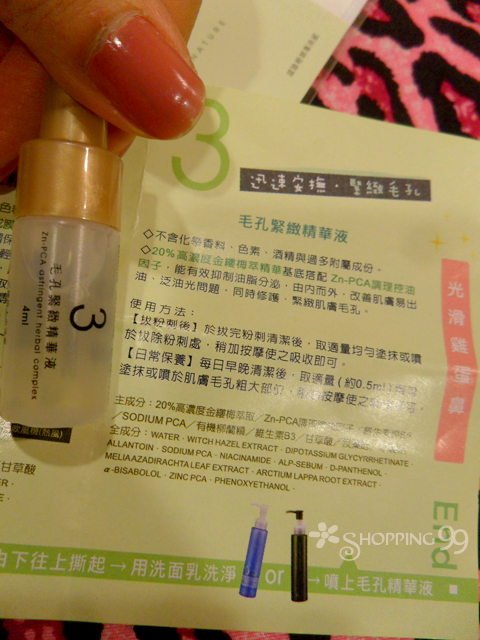 NATURE
3
迅速安撫．緊緻毛孔
毛孔緊緻精華液
◇不含化學香料、色素、酒精與過多附屬成份。
◇20%高濃度金縷梅萃精華基底搭配 Zn-PCA調理控油
因子，能有效抑制油脂分泌，由內而外，改善肌膚易出
油、泛油光問題，同時修護、緊緻肌膚毛孔。
使用方法：
【拔粉刺後】於拔完粉刺清潔後，取適量均勻塗抹或噴
於拔除粉刺處，稍加按摩使之吸收即可。
【日常保養】每日早晚清潔後，取適量（約0.5ml）均勻
塗抹或噴於肌膚毛孔粗大部位，
主成分：20%高濃度金縷梅萃取／Zn-PCA
／SODIUM PCA／有機柳蘭精／維生素B3／甘草酸
全成分：WATER．WITCH HAZEL EXTRACT．DIPOTASSIUM GLYCYRRHETINATE．
ALLANTOIN．SODIUM PCA．NIACINAMIDE．ALP-SEBUM．D-PANTHENOL．
MELIA AZADIRACHTA LEAF EXTRACT．ARCTIUM LAPPA ROOT EXTRACT．
α-BISABOLOL．ZINC PCA．PHENOXYETHANOL．
光滑雞蛋鼻
End
3
毛孔緊緻精華液
Zn-PCA astringent herbal complex
4ml
甘草酸
SHOPPING99
由下往上撕起→用洗面乳洗淨 or →噴上毛孔精華液